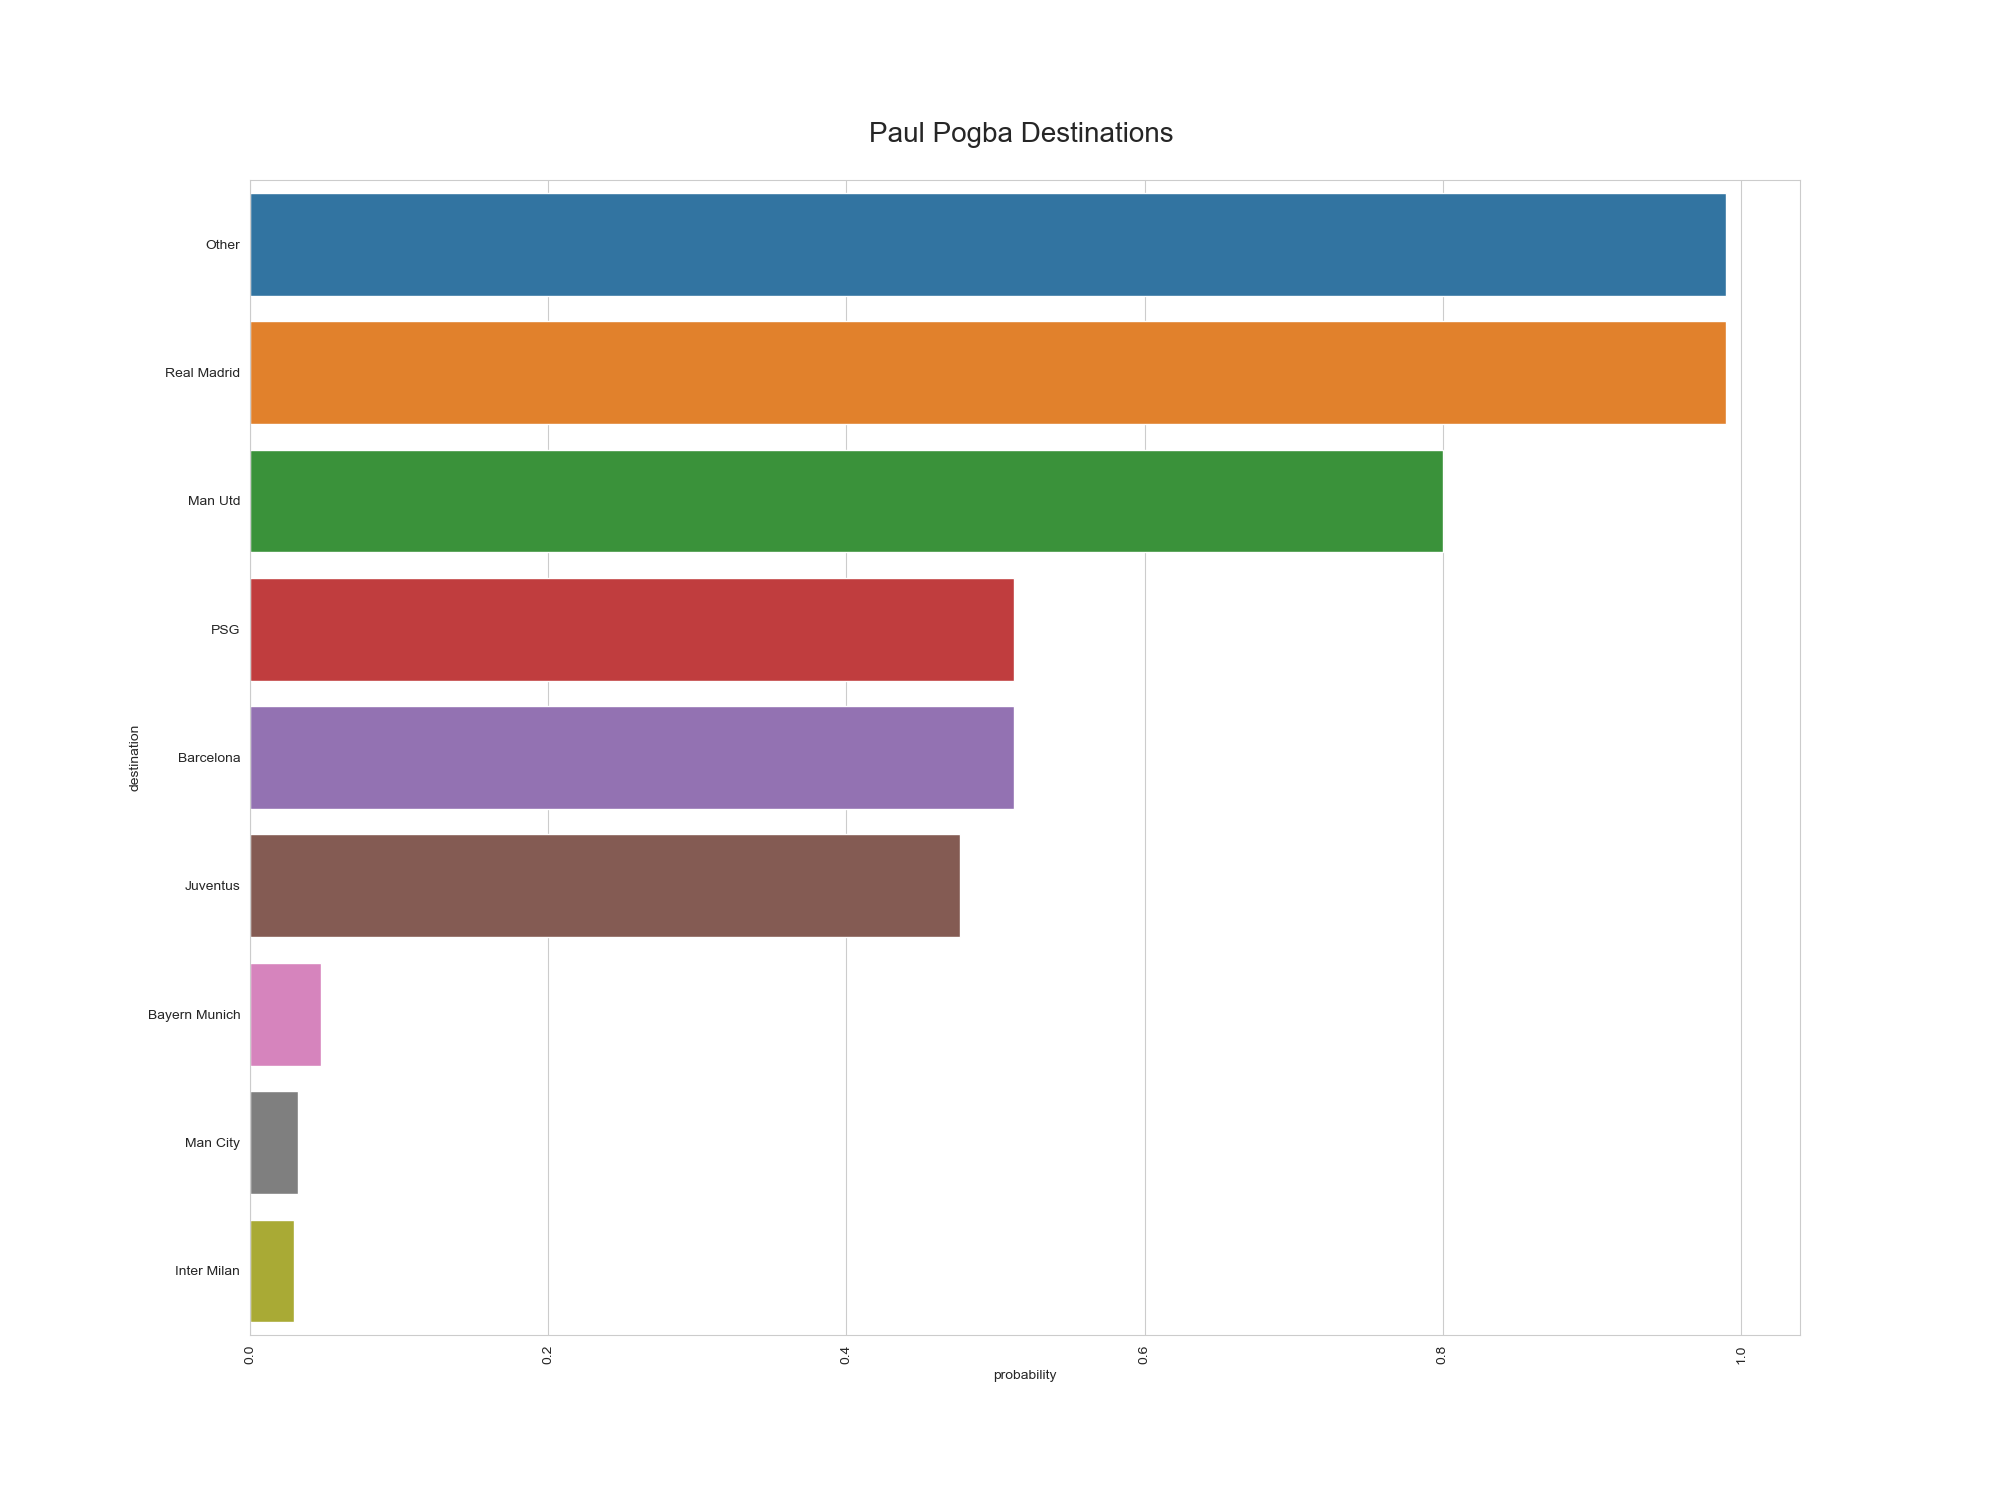 Paul Pogba Destinations
Other
Real Madrid
Man Utd
PSG
Barcelona
Juventus
Bayern Munich
Man City
Inter Milan
destination
0.0
0.2
0.4
0.6
0.8
1.0
probability